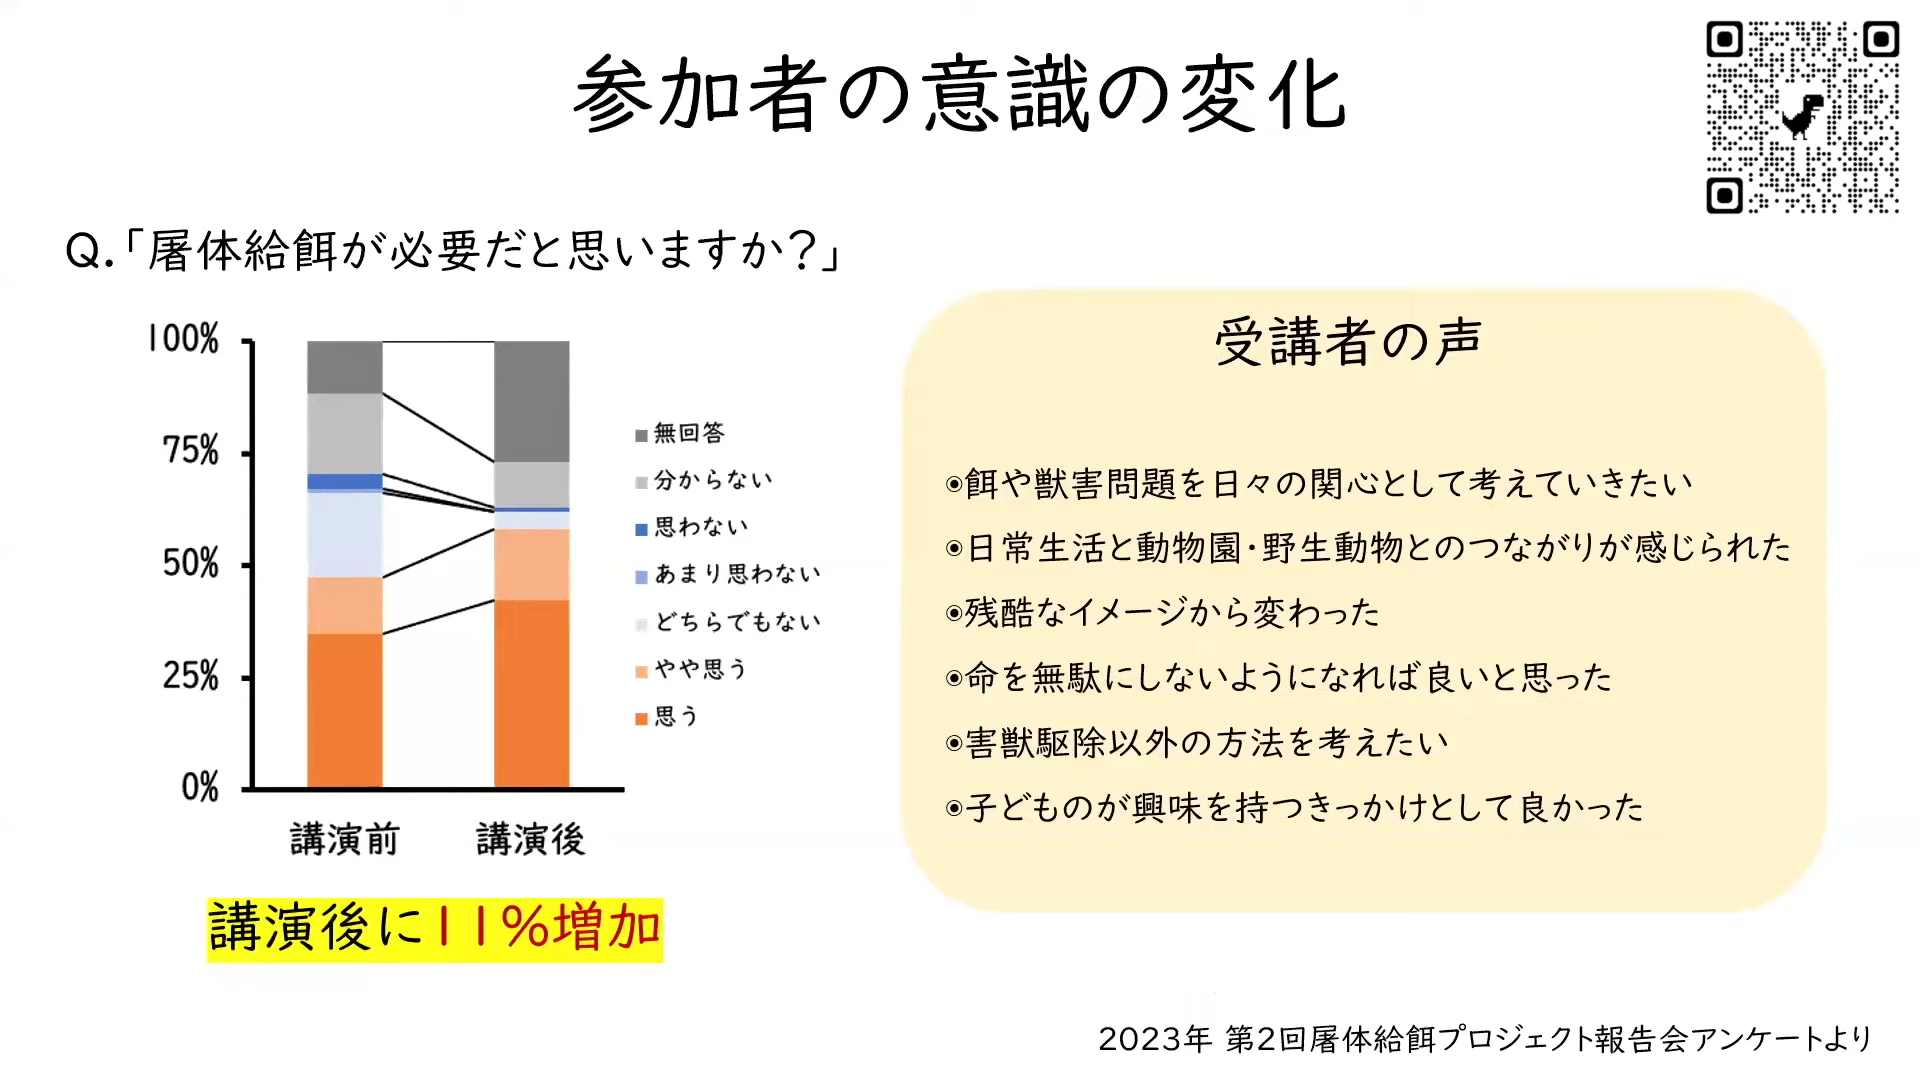 参加者の意識の変化
Q.「屠体給餌が必要だと思いますか？」
100%
75%
50%
25%
0%
講演前
講演後
無回答
分からない
思わない
あまり思わない
どちらでもない
やや思う
思う
講演後に11%増加
受講者の声
◉餌や獣害問題を日々の関心として考えていきたい
◉日常生活と動物園・野生動物とのつながりが感じられた
◉残酷なイメージから変わった
◉命を無駄にしないようになれば良いと思った
◉害獣駆除以外の方法を考えたい
◉子どものが興味を持つきっかけとして良かった
2023年 第2回屠体給餌プロジェクト報告会アンケートより